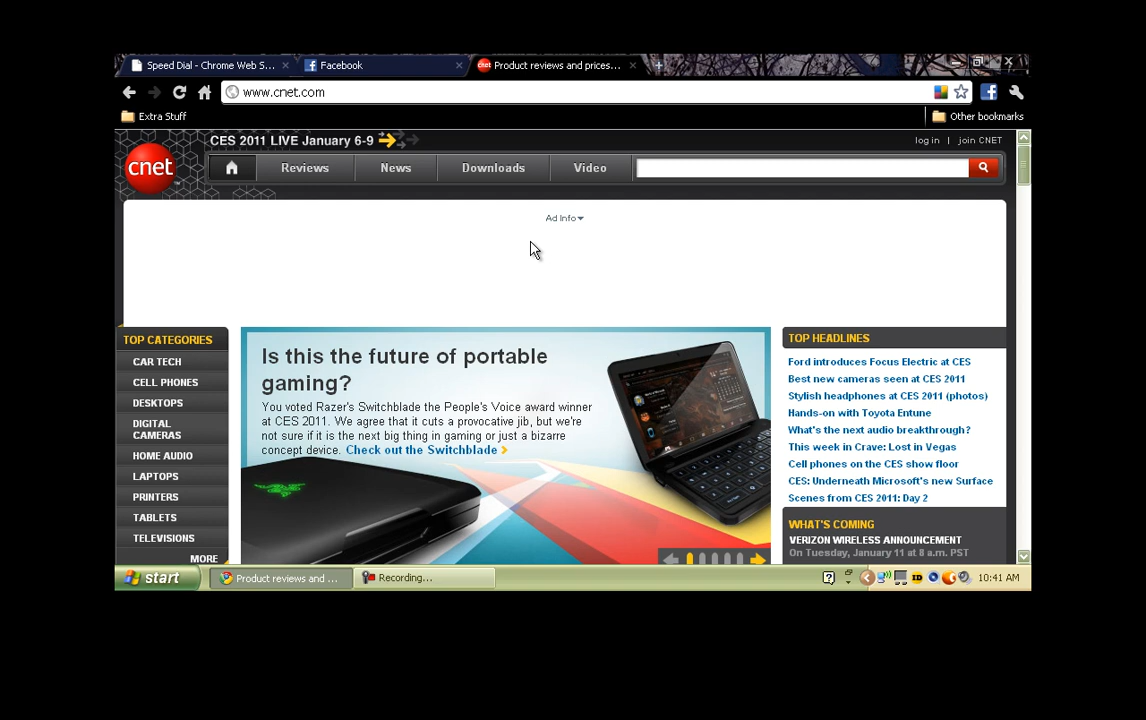 Speed Dial - Chrome Web S...
Facebook
Product reviews and prices...
www.cnet.com
Extra Stuff
Other bookmarks
CES 2011 LIVE January 6-9
log in | join CNET
cnet
Reviews
News
Downloads
Video
Ad Info
TOP CATEGORIES
CAR TECH
CELL PHONES
DESKTOPS
DIGITAL
CAMERAS
HOME AUDIO
LAPTOPS
PRINTERS
TABLETS
TELEVISIONS
MORE
Is this the future of portable
gaming?
You voted Razer's Switchblade the People's Voice award winner
at CES 2011. We agree that it cuts a provocative jib, but we're
not sure if it is the next big thing in gaming or just a bizarre
concept device. Check out the Switchblade
TOP HEADLINES
Ford introduces Focus Electric at CES
Best new cameras seen at CES 2011
Stylish headphones at CES 2011 (photos)
Hands-on with Toyota Entune
What's the next audio breakthrough?
This week in Crave: Lost in Vegas
Cell phones on the CES show floor
CES: Underneath Microsoft's new Surface
Scenes from CES 2011: Day 2
WHAT'S COMING
VERIZON WIRELESS ANNOUNCEMENT
On Tuesday, January 11 at 8 a.m. PST
start
Product reviews and ...
Recording...
10:41 AM